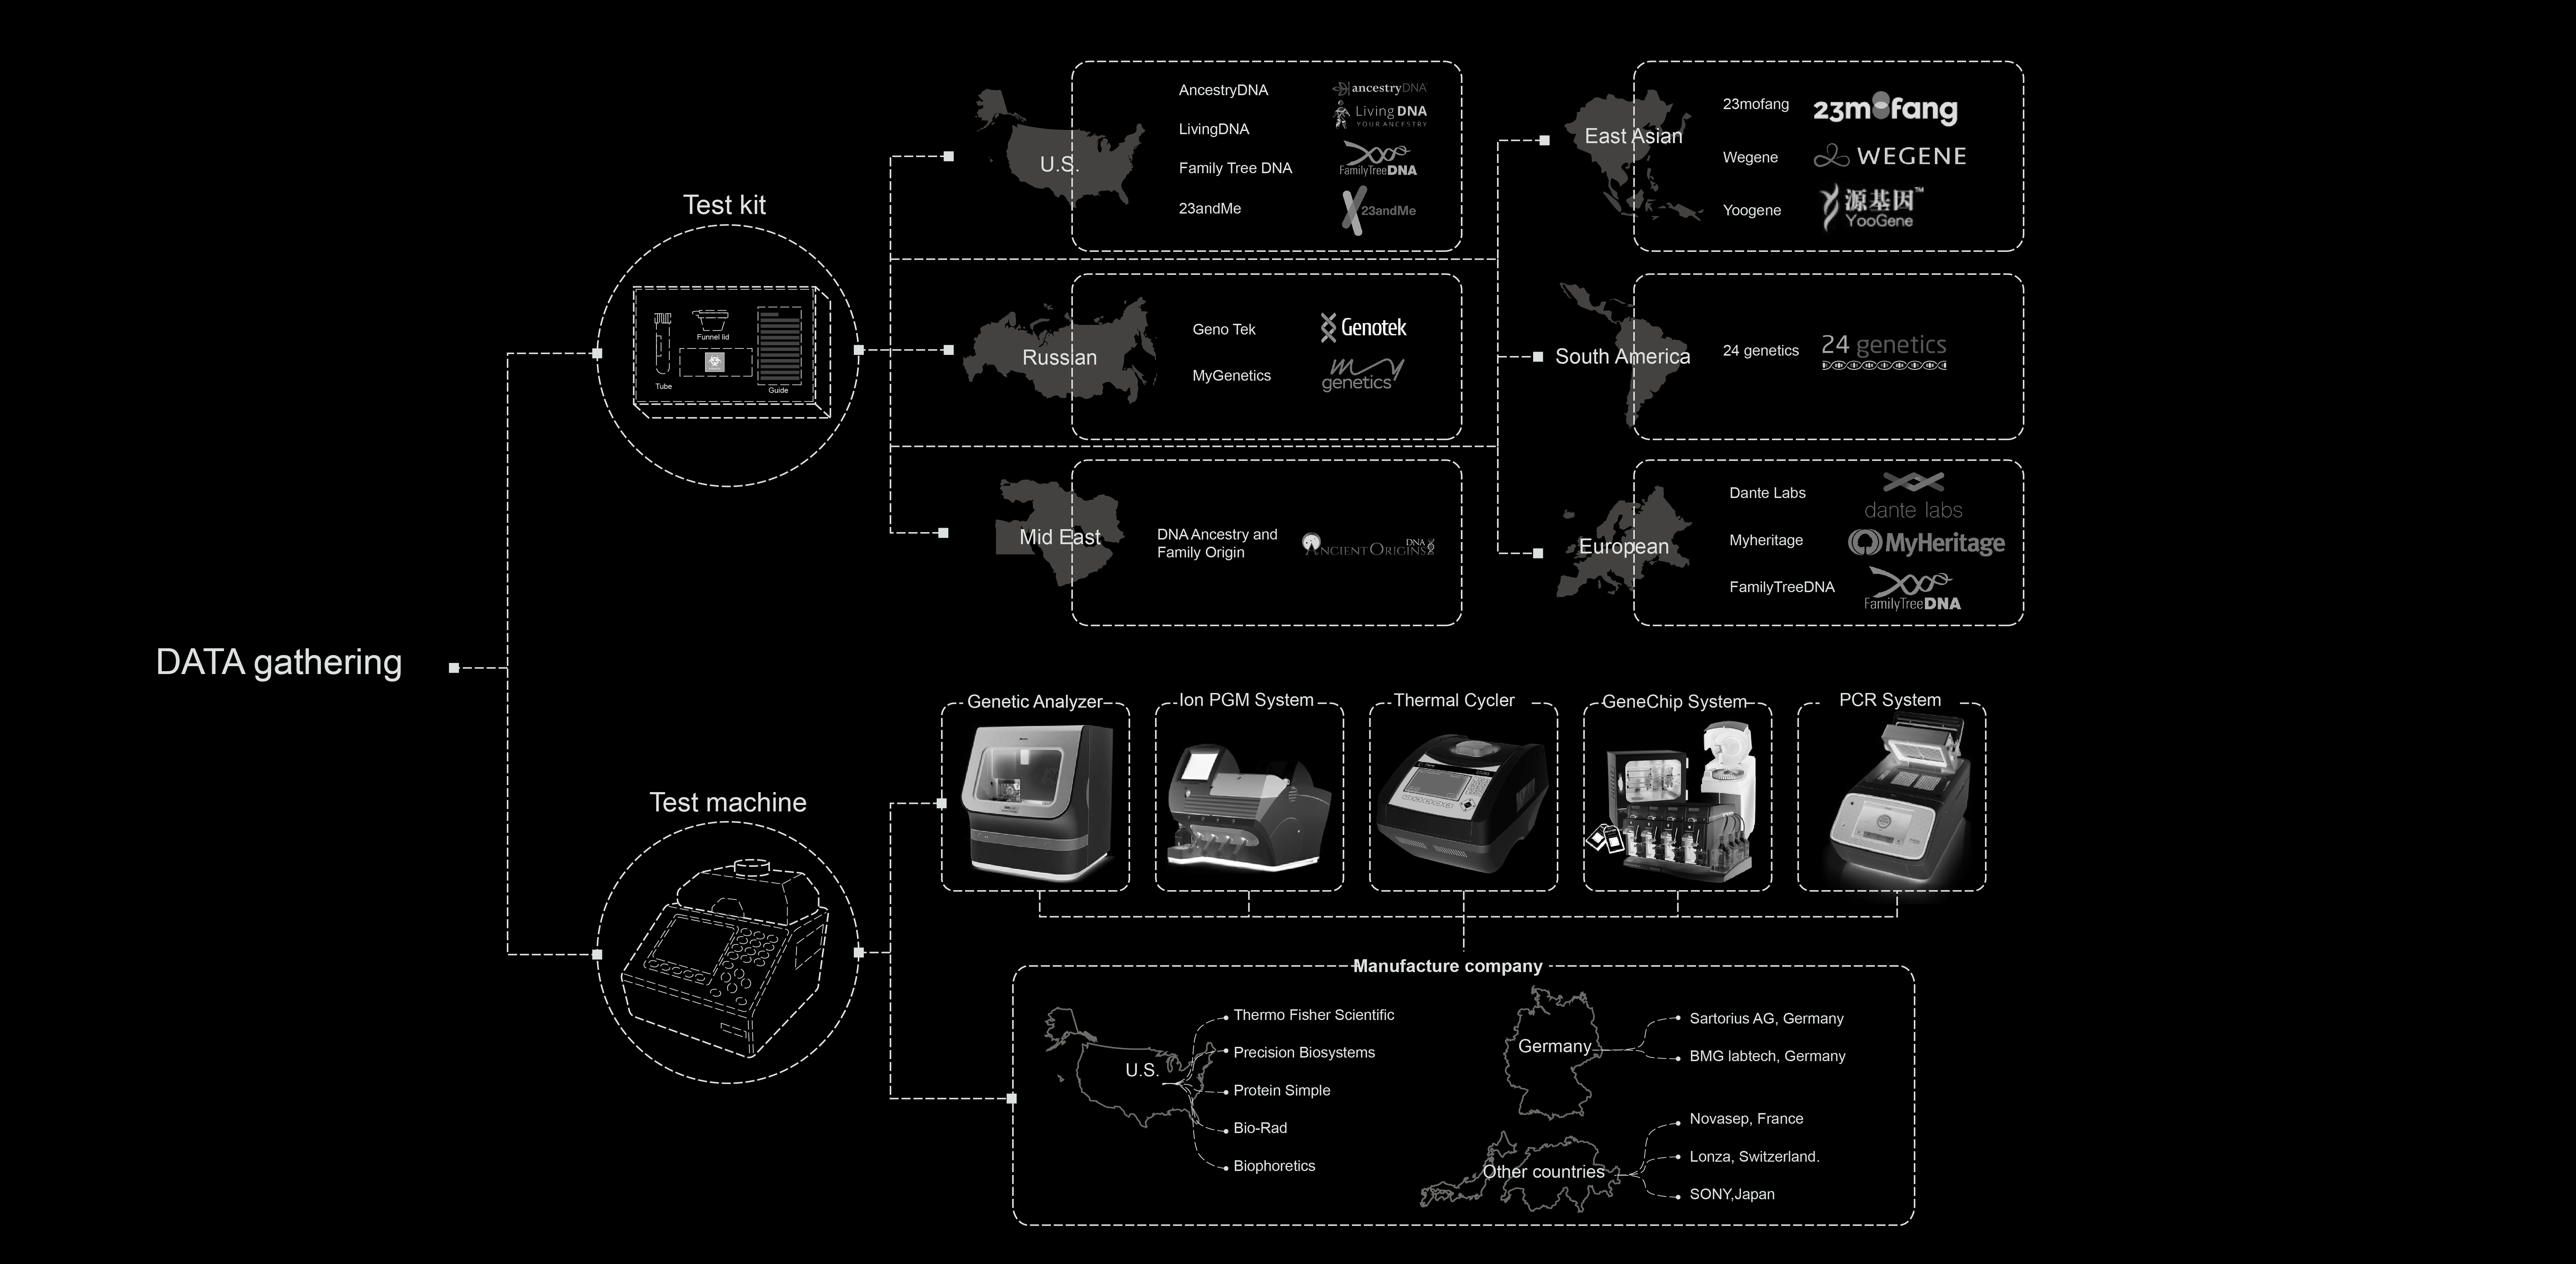 DATA gathering
Test kit
Tube
Funnel lid
Guide
U.S.
AncestryDNA
LivingDNA
Family Tree DNA
23andMe
ancestryDNA
Living DNA
YOUR ANCESTRY
FamilyTreeDNA
23andMe
East Asian
23mofang
Wegene
Yoogene
23mofang
WEGENE
源基因™
YooGene
Russian
Geno Tek
MyGenetics
Genotek
my
genetics
South America
24 genetics
24 genetics
Mid East
DNA Ancestry and
Family Origin
DNA
ANCIENT ORIGINS
European
Dante Labs
Myheritage
FamilyTreeDNA
dante labs
MyHeritage
FamilyTreeDNA
Test machine
Genetic Analyzer
Ion PGM System
Thermal Cycler
GeneChip System
PCR System
Manufacture company
U.S.
Thermo Fisher Scientific
Precision Biosystems
Protein Simple
Bio-Rad
Biophoretics
Germany
Sartorius AG, Germany
BMG labtech, Germany
Other countries
Novasep, France
Lonza, Switzerland.
SONY,Japan